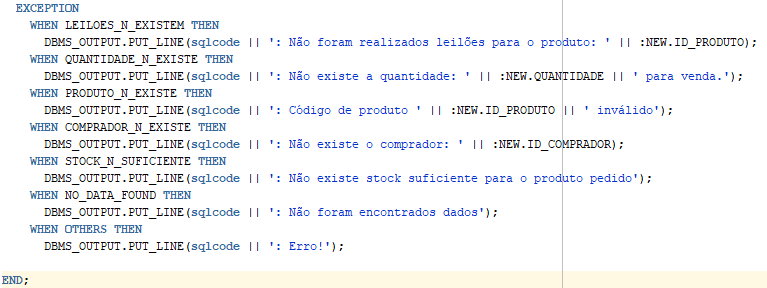 EXCEPTION
WHEN LEILOES_N_EXISTEM THEN
DBMS_OUTPUT.PUT_LINE(sqlcode || ': Não foram realizados leilões para o produto: ' || :NEW.ID_PRODUTO);
WHEN QUANTIDADE_N_EXISTE THEN
DBMS_OUTPUT.PUT_LINE(sqlcode || ': Não existe a quantidade: ' || :NEW.QUANTIDADE || ' para venda.');
WHEN PRODUTO_N_EXISTE THEN
DBMS_OUTPUT.PUT_LINE(sqlcode || ': Código de produto ' || :NEW.ID_PRODUTO || ' inválido');
WHEN COMPRADOR_N_EXISTE THEN
DBMS_OUTPUT.PUT_LINE(sqlcode || ': Não existe o comprador: ' || :NEW.ID_COMPRADOR);
WHEN STOCK_N_SUFICIENTE THEN
DBMS_OUTPUT.PUT_LINE(sqlcode || ': Não existe stock suficiente para o produto pedido');
WHEN NO_DATA_FOUND THEN
DBMS_OUTPUT.PUT_LINE(sqlcode || ': Não foram encontrados dados');
WHEN OTHERS THEN
DBMS_OUTPUT.PUT_LINE(sqlcode || ': Erro!');
END;